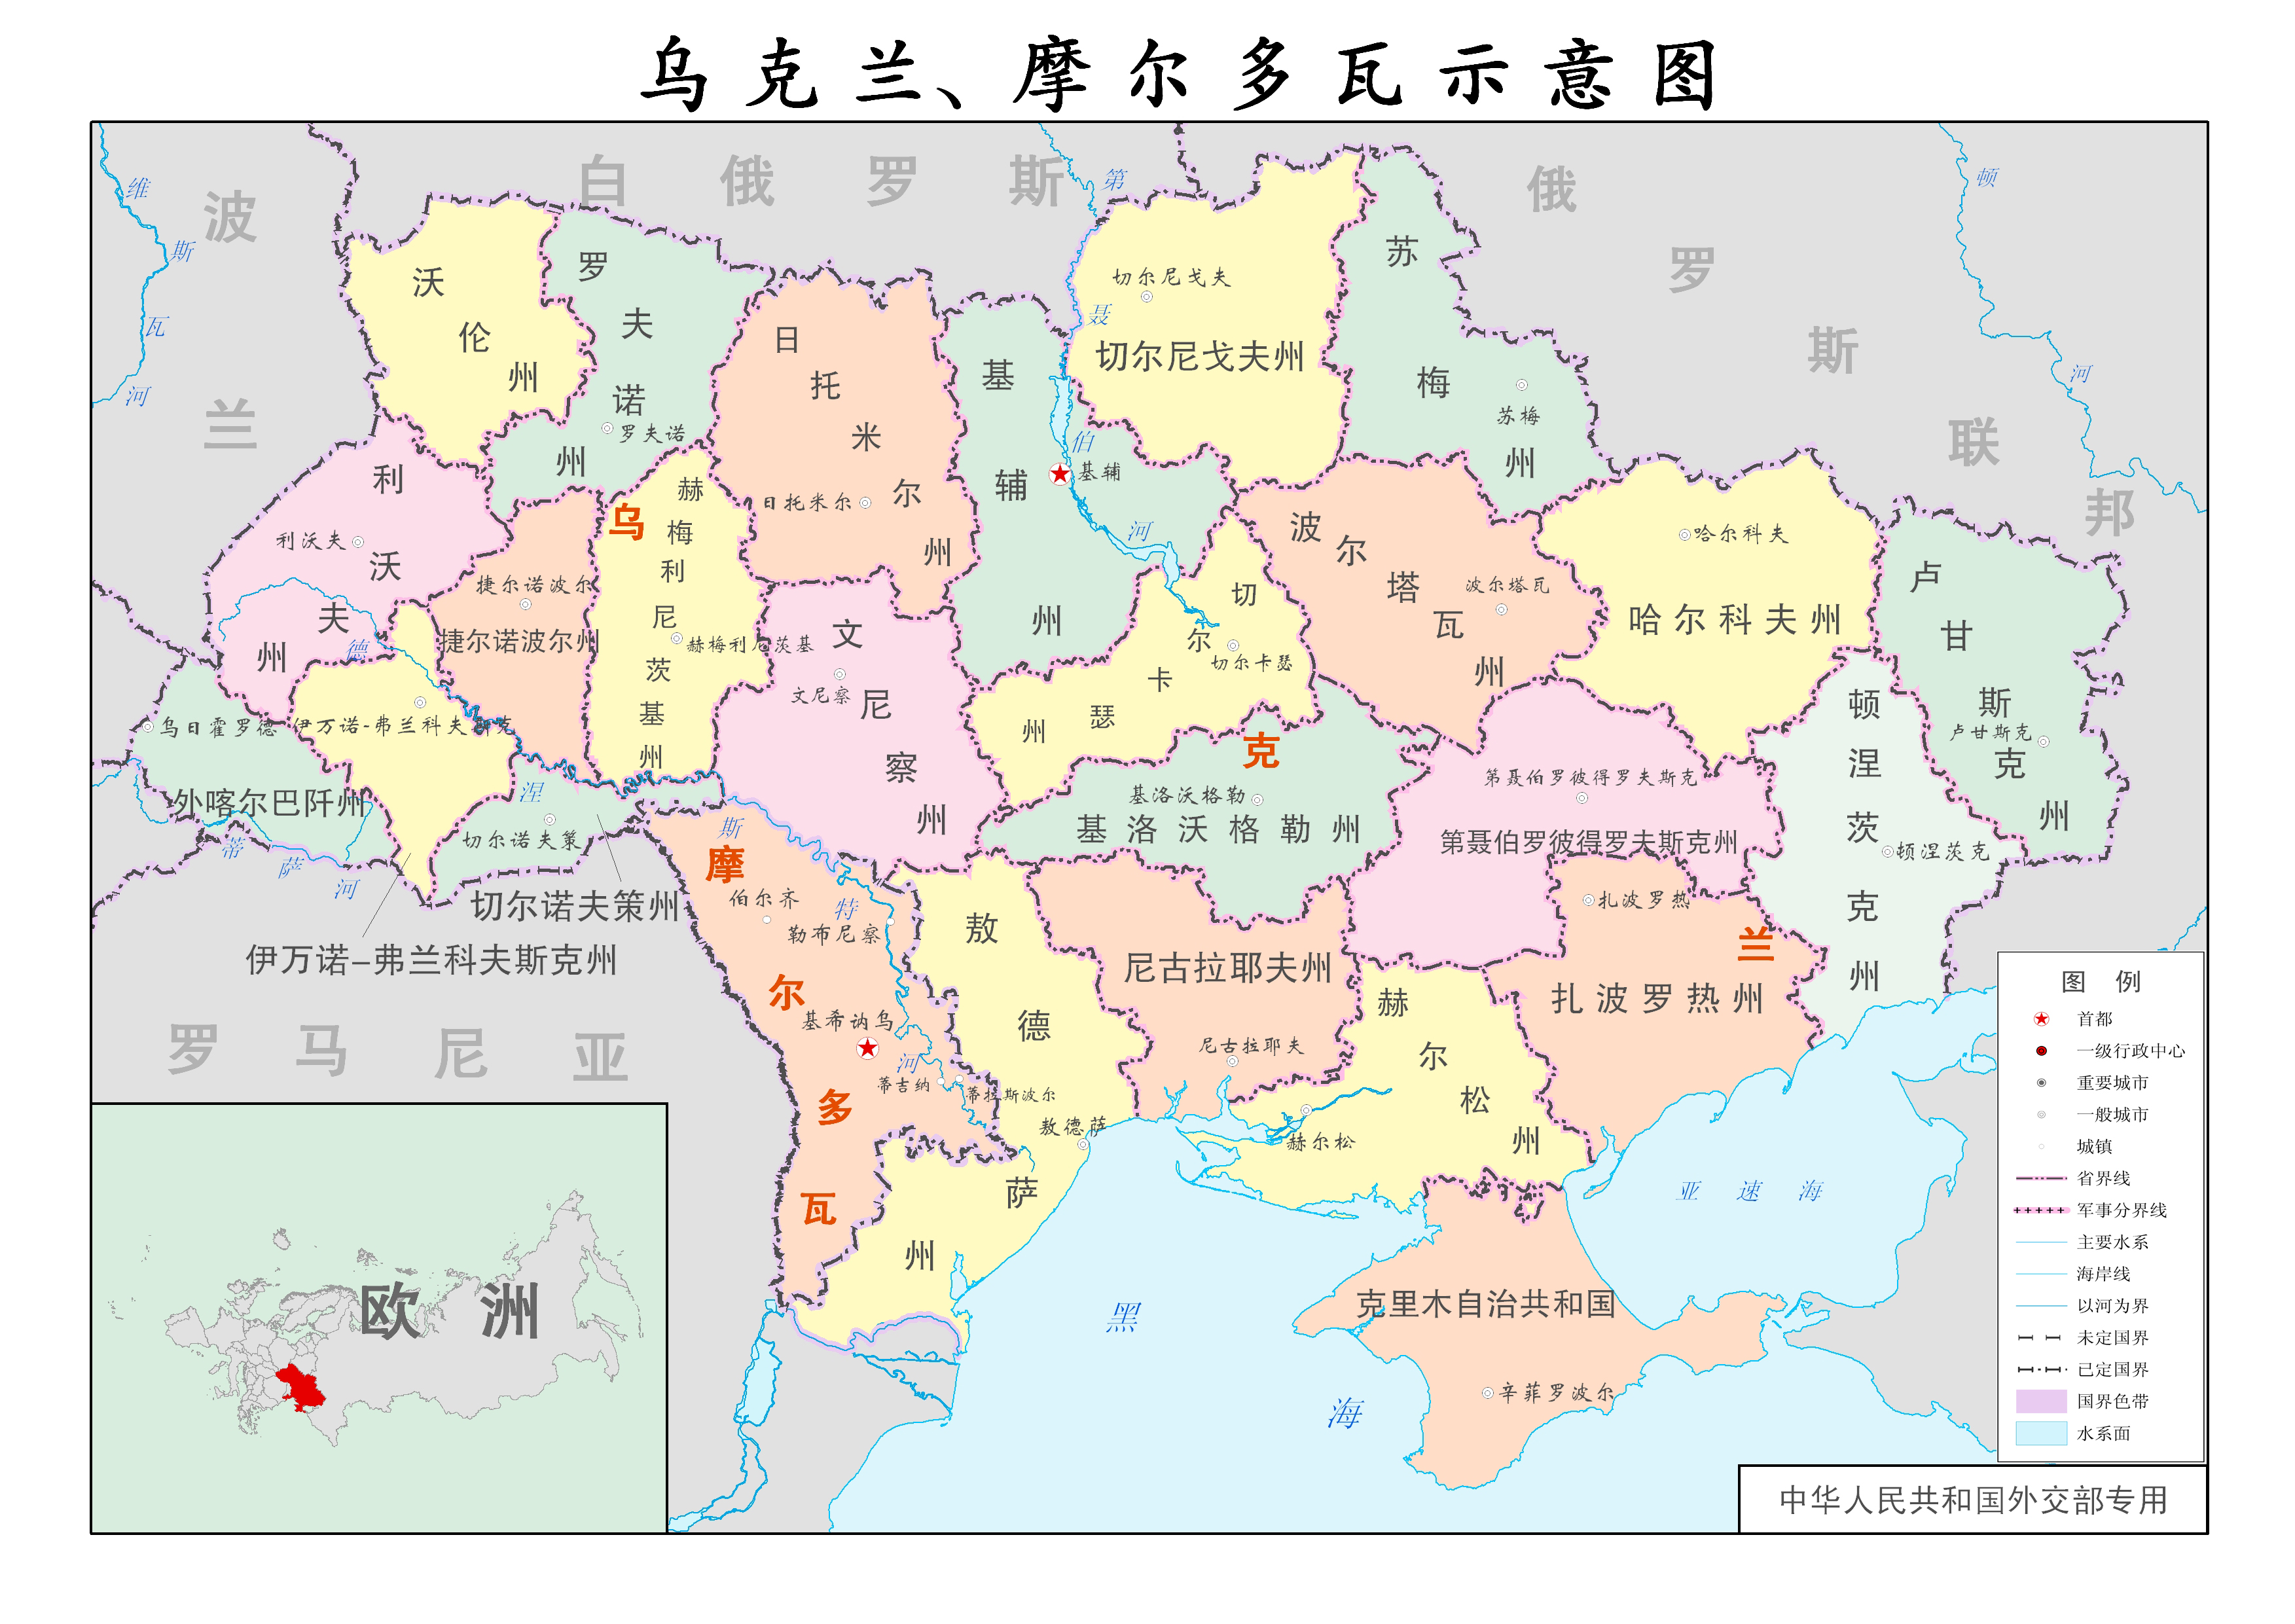 乌克兰、摩尔多瓦示意图
波兰
白俄罗斯
俄罗斯联邦
罗马尼亚
维斯瓦河
第聂伯河
顿河
德涅斯特河
蒂萨河
乌克兰
摩尔多瓦
沃伦州
罗夫诺州
罗夫诺
日托米尔州
日托米尔
基辅州
基辅
切尔尼戈夫
切尔尼戈夫州
苏梅州
苏梅
利沃夫州
利沃夫
捷尔诺波尔
捷尔诺波尔州
赫梅利尼茨基州
赫梅利尼茨基
文尼察州
文尼察
切尔卡瑟州
切尔卡瑟
波尔塔瓦州
波尔塔瓦
哈尔科夫
哈尔科夫州
卢甘斯克州
卢甘斯克
乌日霍罗德
外喀尔巴阡州
伊万诺-弗兰科夫斯克
伊万诺-弗兰科夫斯克州
切尔诺夫策
切尔诺夫策州
基洛沃格勒
基洛沃格勒州
第聂伯罗彼得罗夫斯克
第聂伯罗彼得罗夫斯克州
顿涅茨克州
顿涅茨克
扎波罗热
扎波罗热州
伯尔齐
勒布尼察
基希讷乌
蒂吉纳
蒂拉斯波尔
敖德萨州
敖德萨
尼古拉耶夫州
尼古拉耶夫
赫尔松州
赫尔松
克里木自治共和国
辛菲罗波尔
亚速海
黑海
欧洲
图例
首都
一级行政中心
重要城市
一般城市
城镇
省界线
军事分界线
主要水系
海岸线
以河为界
未定国界
已定国界
国界色带
水系面
中华人民共和国外交部专用